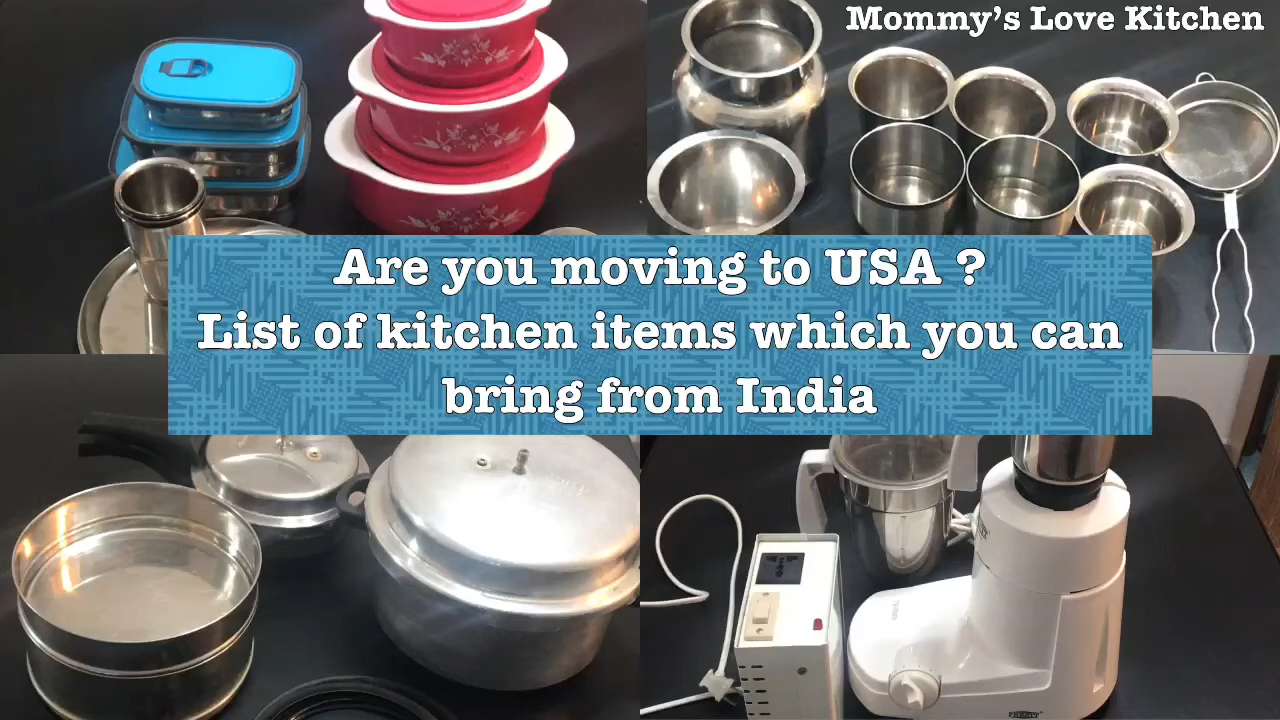 Mommy's Love Kitchen
Are you moving to USA ?
List of kitchen items which you can
bring from India